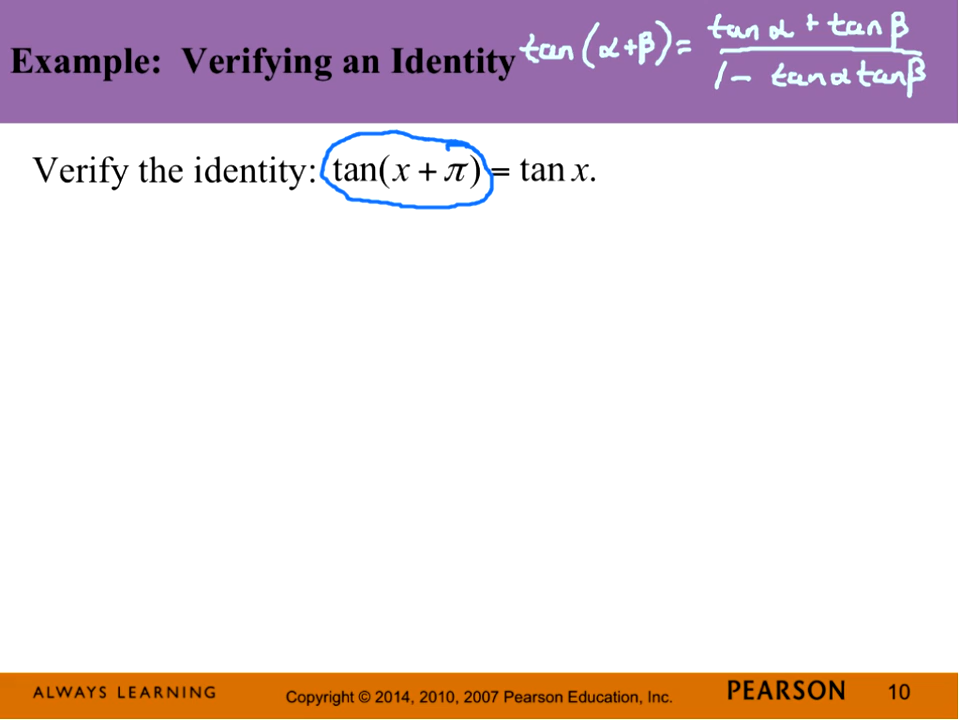 Example: Verifying an Identity
tan(α+β) = (tan α + tan β)/(1 − tan α tan β)
Verify the identity: tan(x + π) = tan x.
ALWAYS LEARNING
Copyright © 2014, 2010, 2007 Pearson Education, Inc.
PEARSON
10